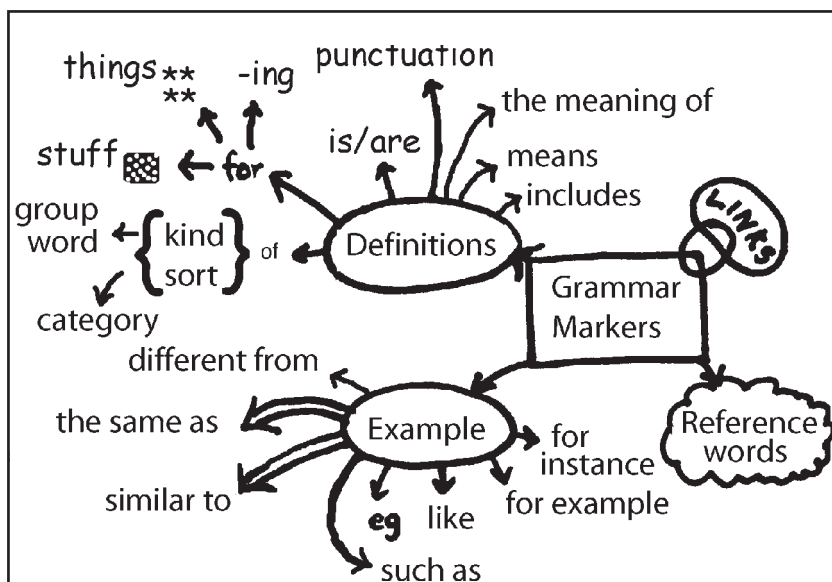 punctuation
things ** **
-ing
the meaning of
is/are
means
stuff
for
includes
group
word
{kind
sort} of
category
Definitions
LINKS
Grammar
Markers
different from
the same as
similar to
Example
for
instance
for example
eg
like
such as
Reference
words